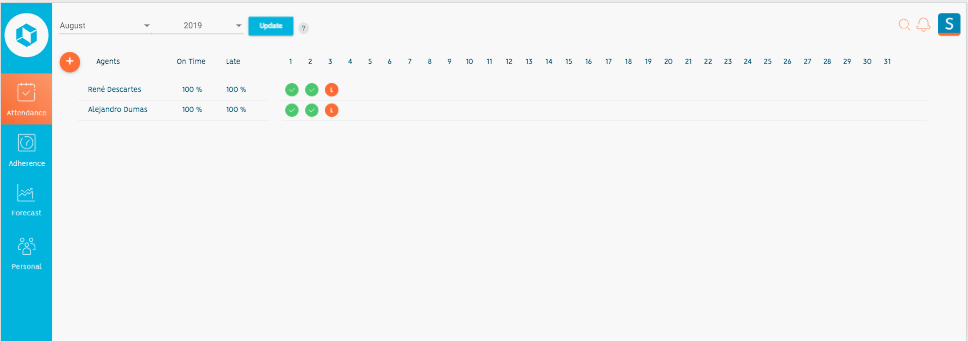 August 2019 Update ?
S
+ Agents On Time Late 1 2 3 4 5 6 7 8 9 10 11 12 13 14 15 16 17 18 19 20 21 22 23 24 25 26 27 28 29 30 31
René Descartes 100 % 100 % L
Alejandro Dumas 100 % 100 % L
Attendance
Adherence
Forecast
Personal